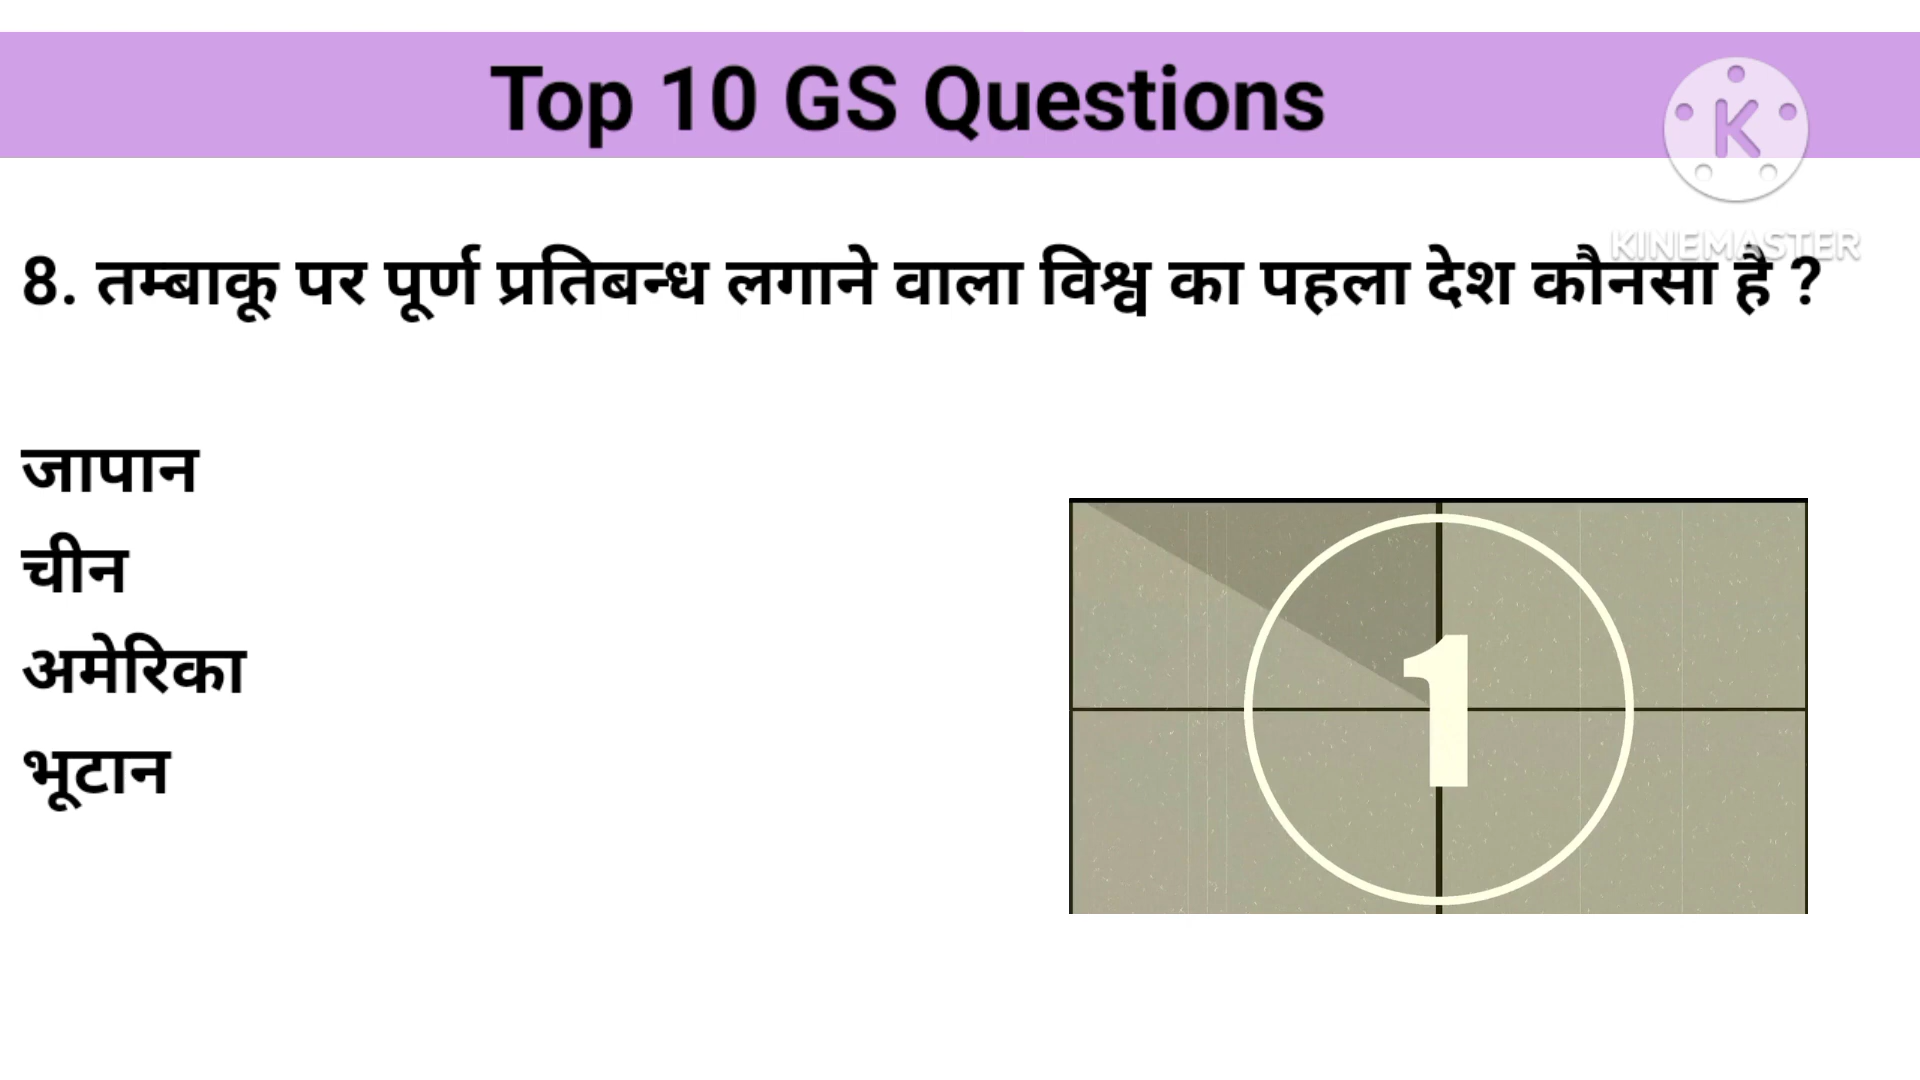 Top 10 GS Questions
K
KINEMASTER
8. तम्बाकू पर पूर्ण प्रतिबन्ध लगाने वाला विश्व का पहला देश कौनसा है ?
जापान
चीन
अमेरिका
भूटान
1